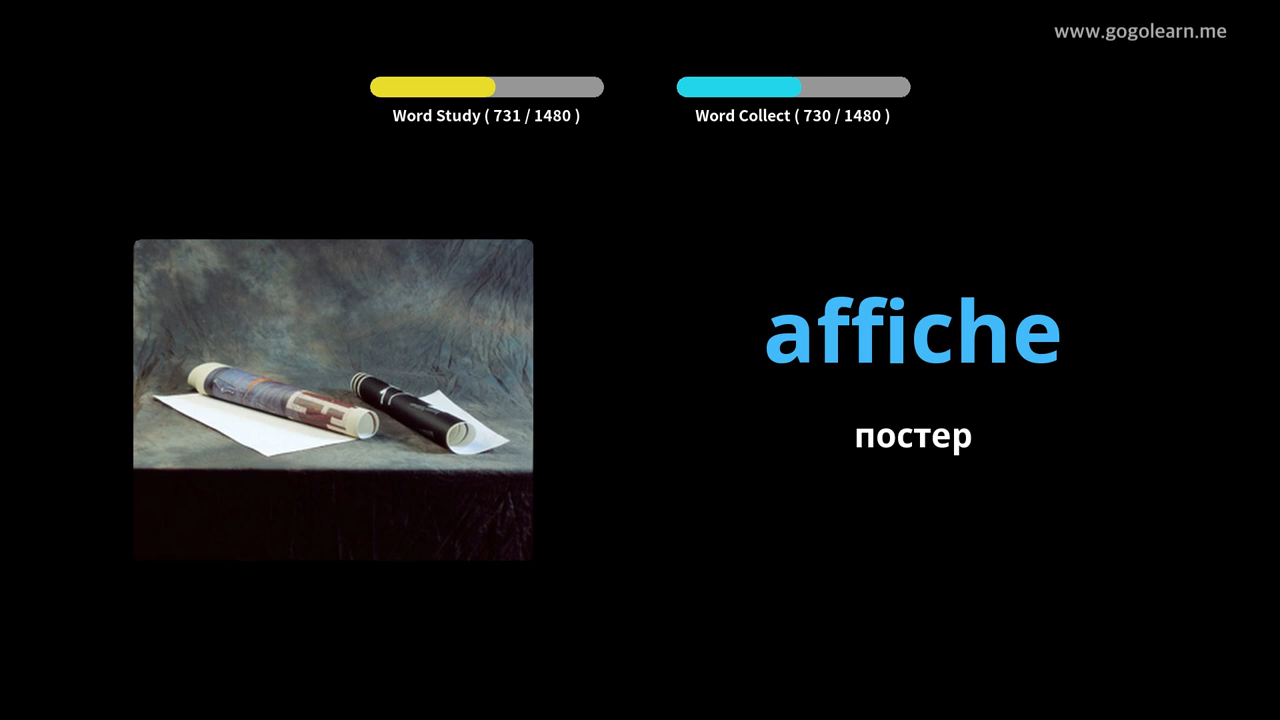 www.gogolearn.me
Word Study ( 731 / 1480 )
Word Collect ( 730 / 1480 )
affiche
постер